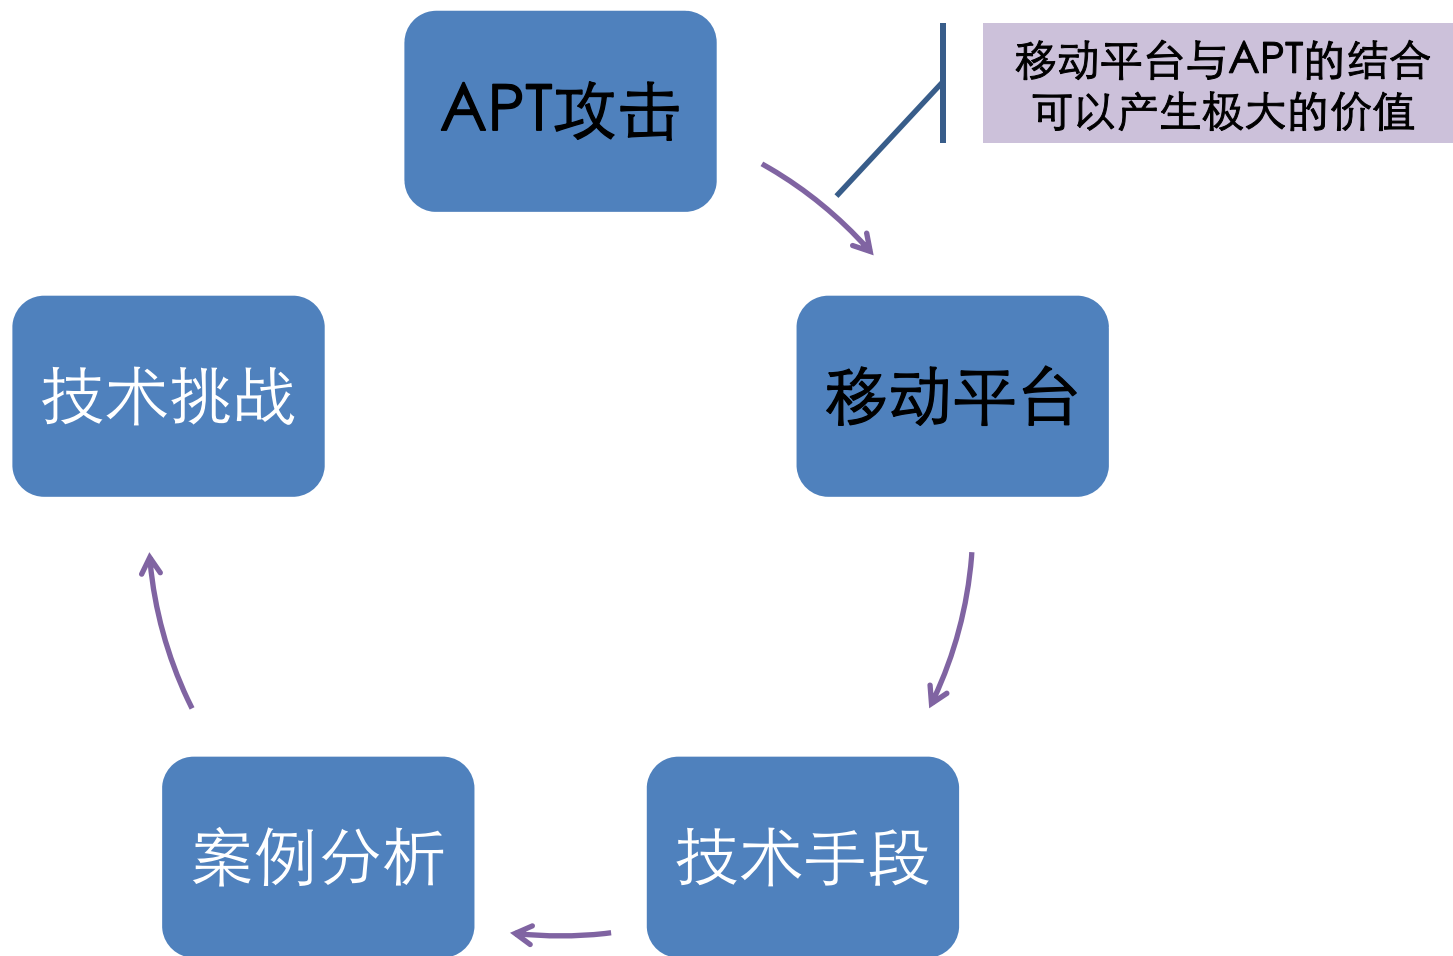 APT攻击
移动平台与APT的结合
可以产生极大的价值
技术挑战
移动平台
案例分析
技术手段